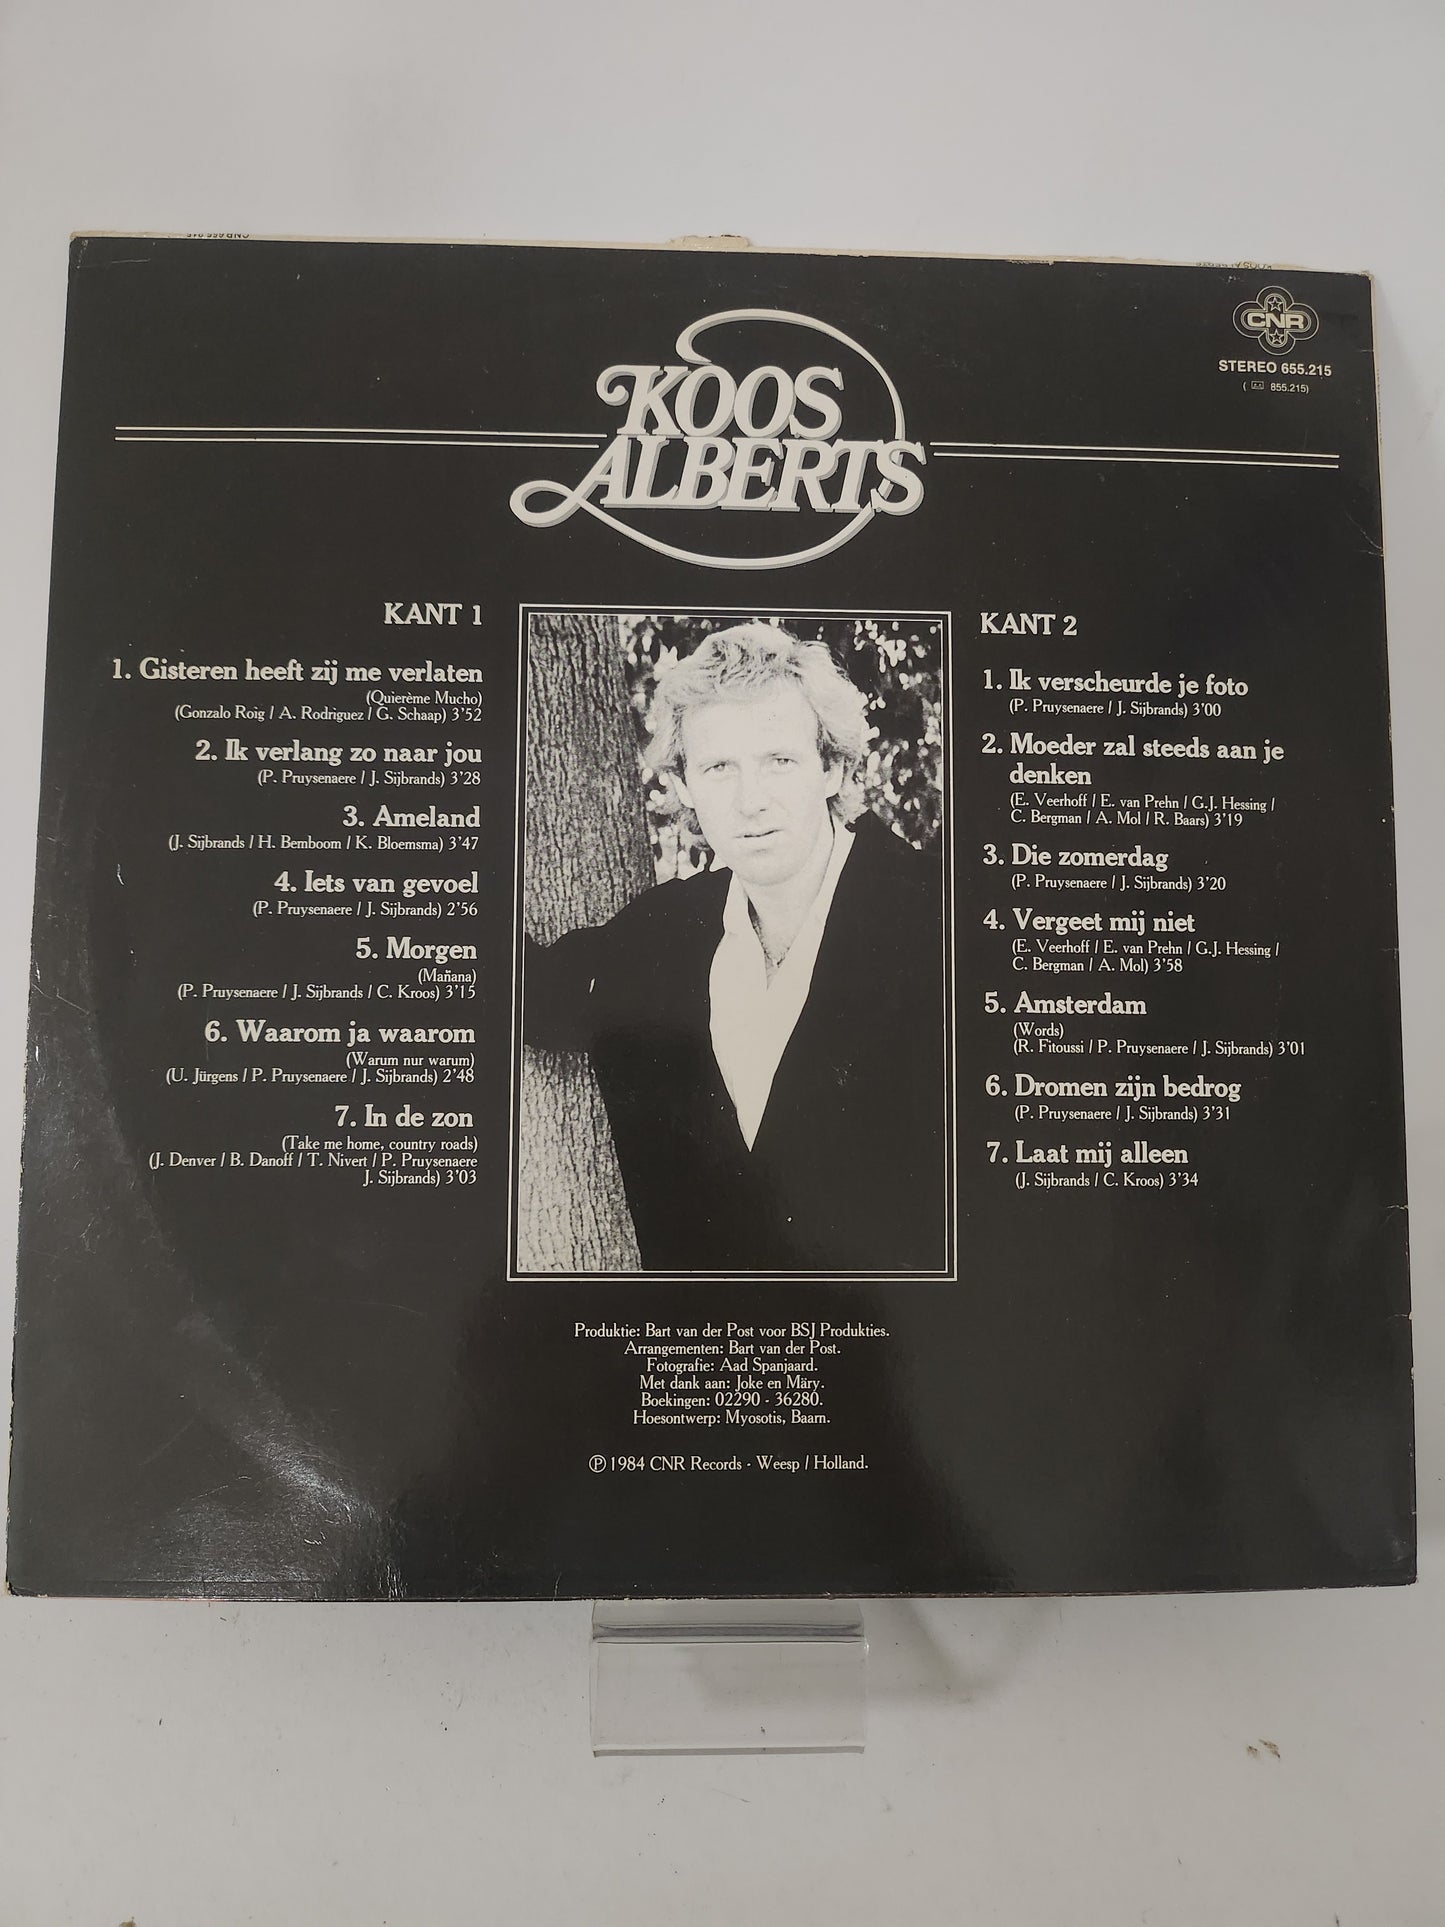 CNR 655.215
CNR
STEREO 655.215
( 855.215)
KOOS
ALBERTS
KANT 1
1. Gisteren heeft zij me verlaten
(Quierème Mucho)
(Gonzalo Roig / A. Rodriguez / G. Schaap) 3'52
2. Ik verlang zo naar jou
(P. Pruysenaere / J. Sijbrands) 3'28
3. Ameland
(J. Sijbrands / H. Bemboom / K. Bloemsma) 3'47
4. Iets van gevoel
(P. Pruysenaere / J. Sijbrands) 2'56
5. Morgen
(Mañana)
(P. Pruysenaere / J. Sijbrands / C. Kroos) 3'15
6. Waarom ja waarom
(Warum nur warum)
(U. Jürgens / P. Pruysenaere / J. Sijbrands) 2'48
7. In de zon
(Take me home, country roads)
(J. Denver / B. Danoff / T. Nivert / P. Pruysenaere
J. Sijbrands) 3'03
KANT 2
1. Ik verscheurde je foto
(P. Pruysenaere / J. Sijbrands) 3'00
2. Moeder zal steeds aan je
denken
(E. Veerhoff / E. van Prehn / G.J. Hessing /
C. Bergman / A. Mol / R. Baars) 3'19
3. Die zomerdag
(P. Pruysenaere / J. Sijbrands) 3'20
4. Vergeet mij niet
(E. Veerhoff / E. van Prehn / G.J. Hessing /
C. Bergman / A. Mol) 3'58
5. Amsterdam
(Words)
(R. Fitoussi / P. Pruysenaere / J. Sijbrands) 3'01
6. Dromen zijn bedrog
(P. Pruysenaere / J. Sijbrands) 3'31
7. Laat mij alleen
(J. Sijbrands / C. Kroos) 3'34
Produktie: Bart van der Post voor BSJ Produkties.
Arrangementen: Bart van der Post.
Fotografie: Aad Spanjaard.
Met dank aan: Joke en Märy.
Boekingen: 02290 - 36280.
Hoesontwerp: Myosotis, Baarn.
℗ 1984 CNR Records - Weesp / Holland.